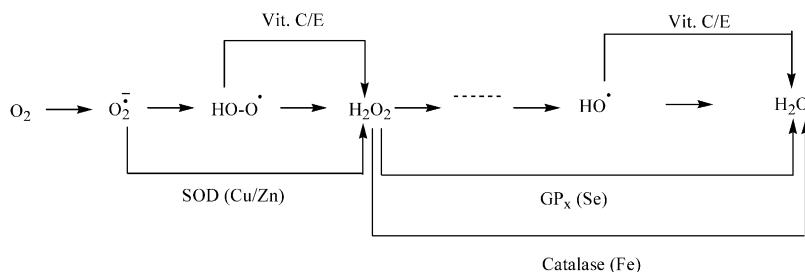 Vit. C/E
Vit. C/E
O₂ O₂•̄ HO-O• H₂O₂ ------ HO• H₂O
SOD (Cu/Zn)
GPₓ (Se)
Catalase (Fe)